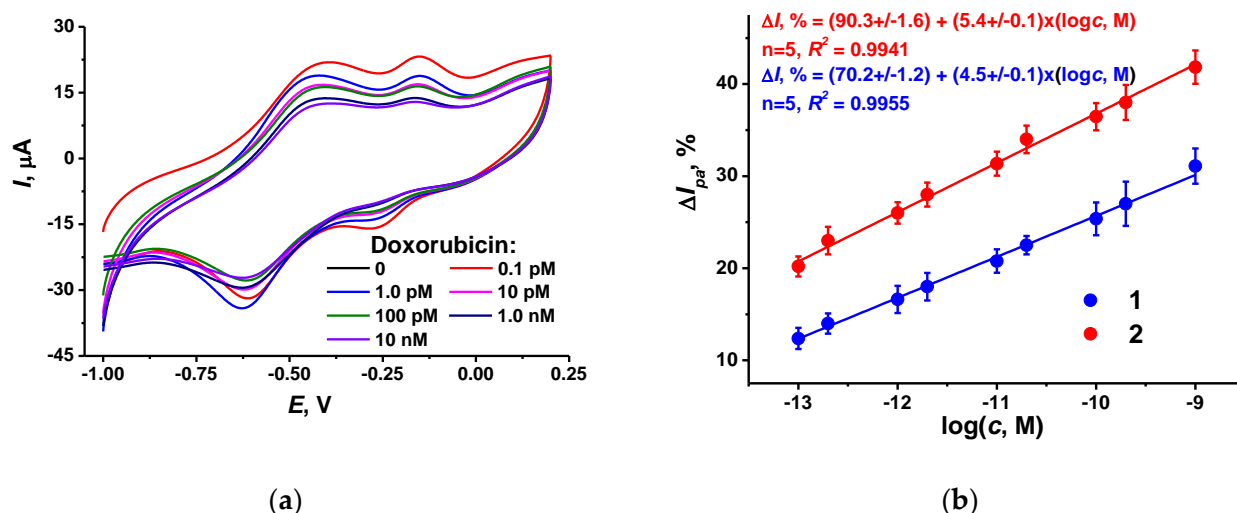 30
15
0
-15
-30
-45
I, μA
Doxorubicin:
0 0.1 pM
1.0 pM 10 pM
100 pM 1.0 nM
10 nM
-1.00 -0.75 -0.50 -0.25 0.00 0.25
E, V
(a)
ΔI, % = (90.3+/-1.6) + (5.4+/-0.1)x(logc, M)
n=5, R² = 0.9941
ΔI, % = (70.2+/-1.2) + (4.5+/-0.1)x(logc, M)
n=5, R² = 0.9955
40
30
20
10
ΔIpa, %
1
2
-13 -12 -11 -10 -9
log(c, M)
(b)